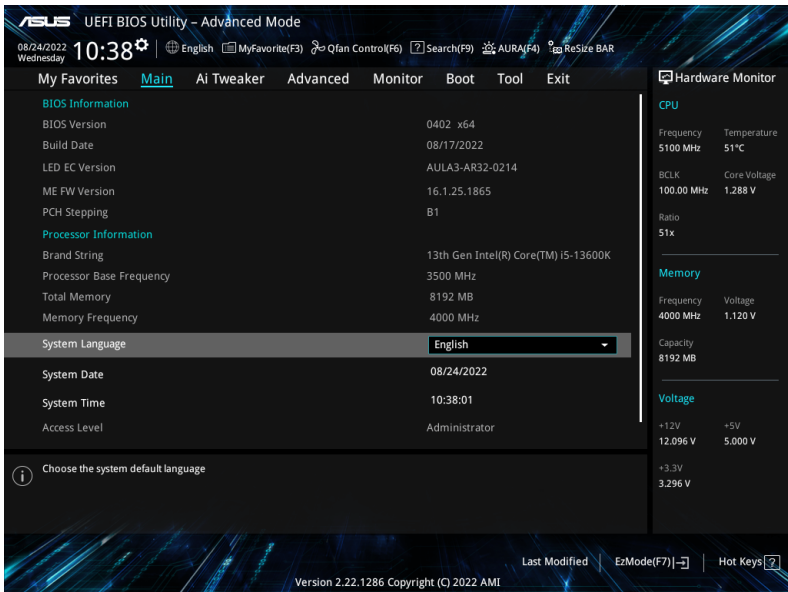 ASUS UEFI BIOS Utility – Advanced Mode
08/24/2022 Wednesday 10:38 English MyFavorite(F3) Qfan Control(F6) ? Search(F9) AURA(F4) ReSize BAR
My Favorites Main Ai Tweaker Advanced Monitor Boot Tool Exit
BIOS Information
BIOS Version 0402 x64
Build Date 08/17/2022
LED EC Version AULA3-AR32-0214
ME FW Version 16.1.25.1865
PCH Stepping B1
Processor Information
Brand String 13th Gen Intel(R) Core(TM) i5-13600K
Processor Base Frequency 3500 MHz
Total Memory 8192 MB
Memory Frequency 4000 MHz
System Language English
System Date 08/24/2022
System Time 10:38:01
Access Level Administrator
i Choose the system default language
Hardware Monitor
CPU
Frequency Temperature
5100 MHz 51°C
BCLK Core Voltage
100.00 MHz 1.288 V
Ratio
51x
Memory
Frequency Voltage
4000 MHz 1.120 V
Capacity
8192 MB
Voltage
+12V +5V
12.096 V 5.000 V
+3.3V
3.296 V
Last Modified EzMode(F7) Hot Keys ?
Version 2.22.1286 Copyright (C) 2022 AMI